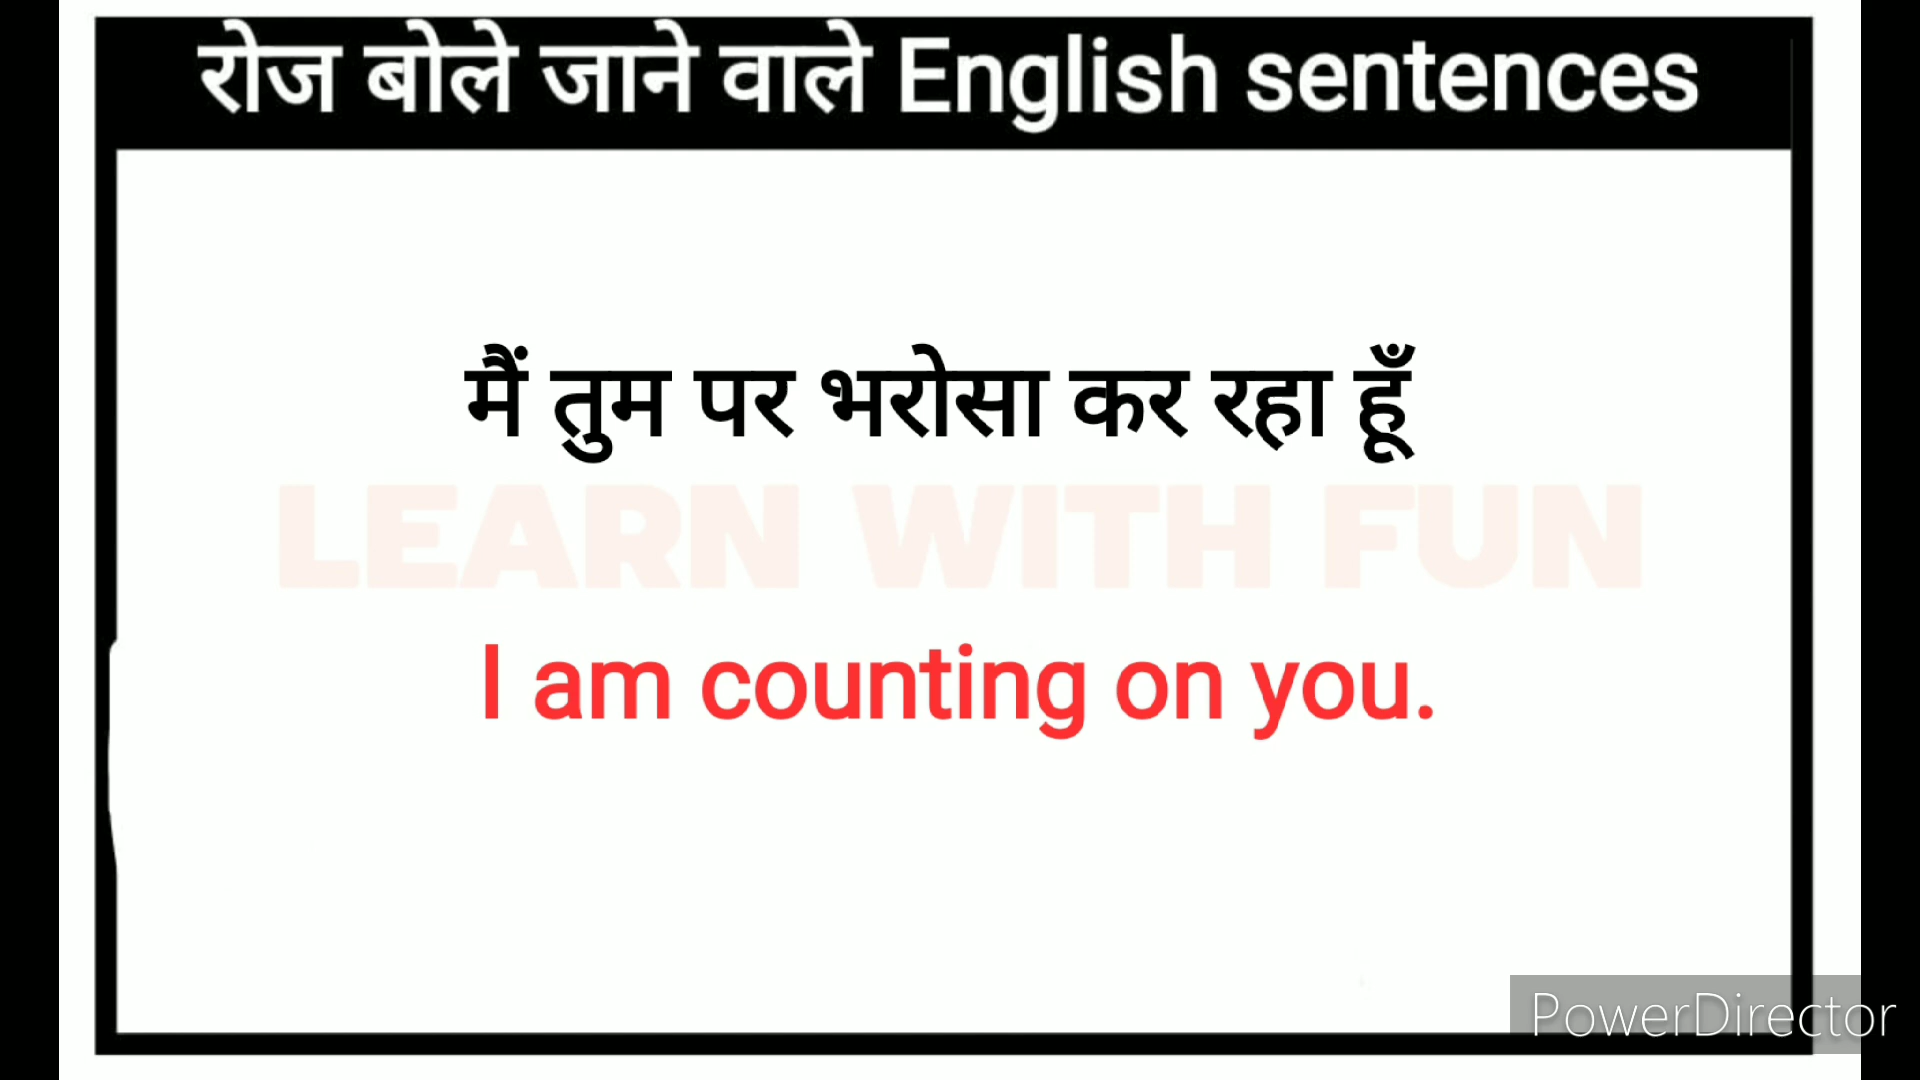 रोज बोले जाने वाले English sentences
मैं तुम पर भरोसा कर रहा हूँ
LEARN WITH FUN
I am counting on you.
PowerDirector